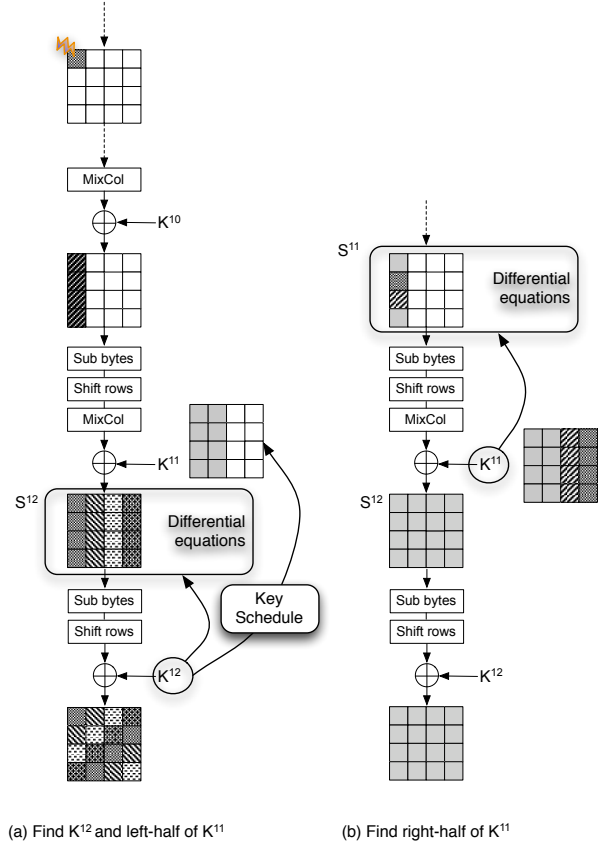 MixCol
K¹⁰
Sub bytes
Shift rows
MixCol
K¹¹
S¹²
Differential
equations
Sub bytes
Shift rows
Key
Schedule
K¹²
(a) Find K¹² and left-half of K¹¹
S¹¹
Differential
equations
Sub bytes
Shift rows
MixCol
K¹¹
S¹²
Sub bytes
Shift rows
K¹²
(b) Find right-half of K¹¹